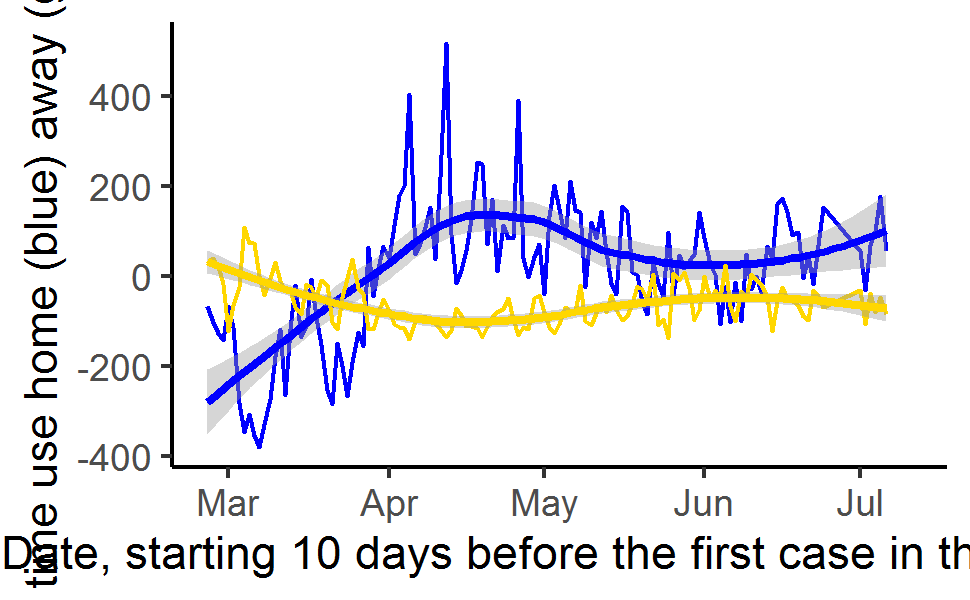 time use home (blue) away (g
400
200
0
-200
-400
Mar Apr May Jun Jul
Date, starting 10 days before the first case in th